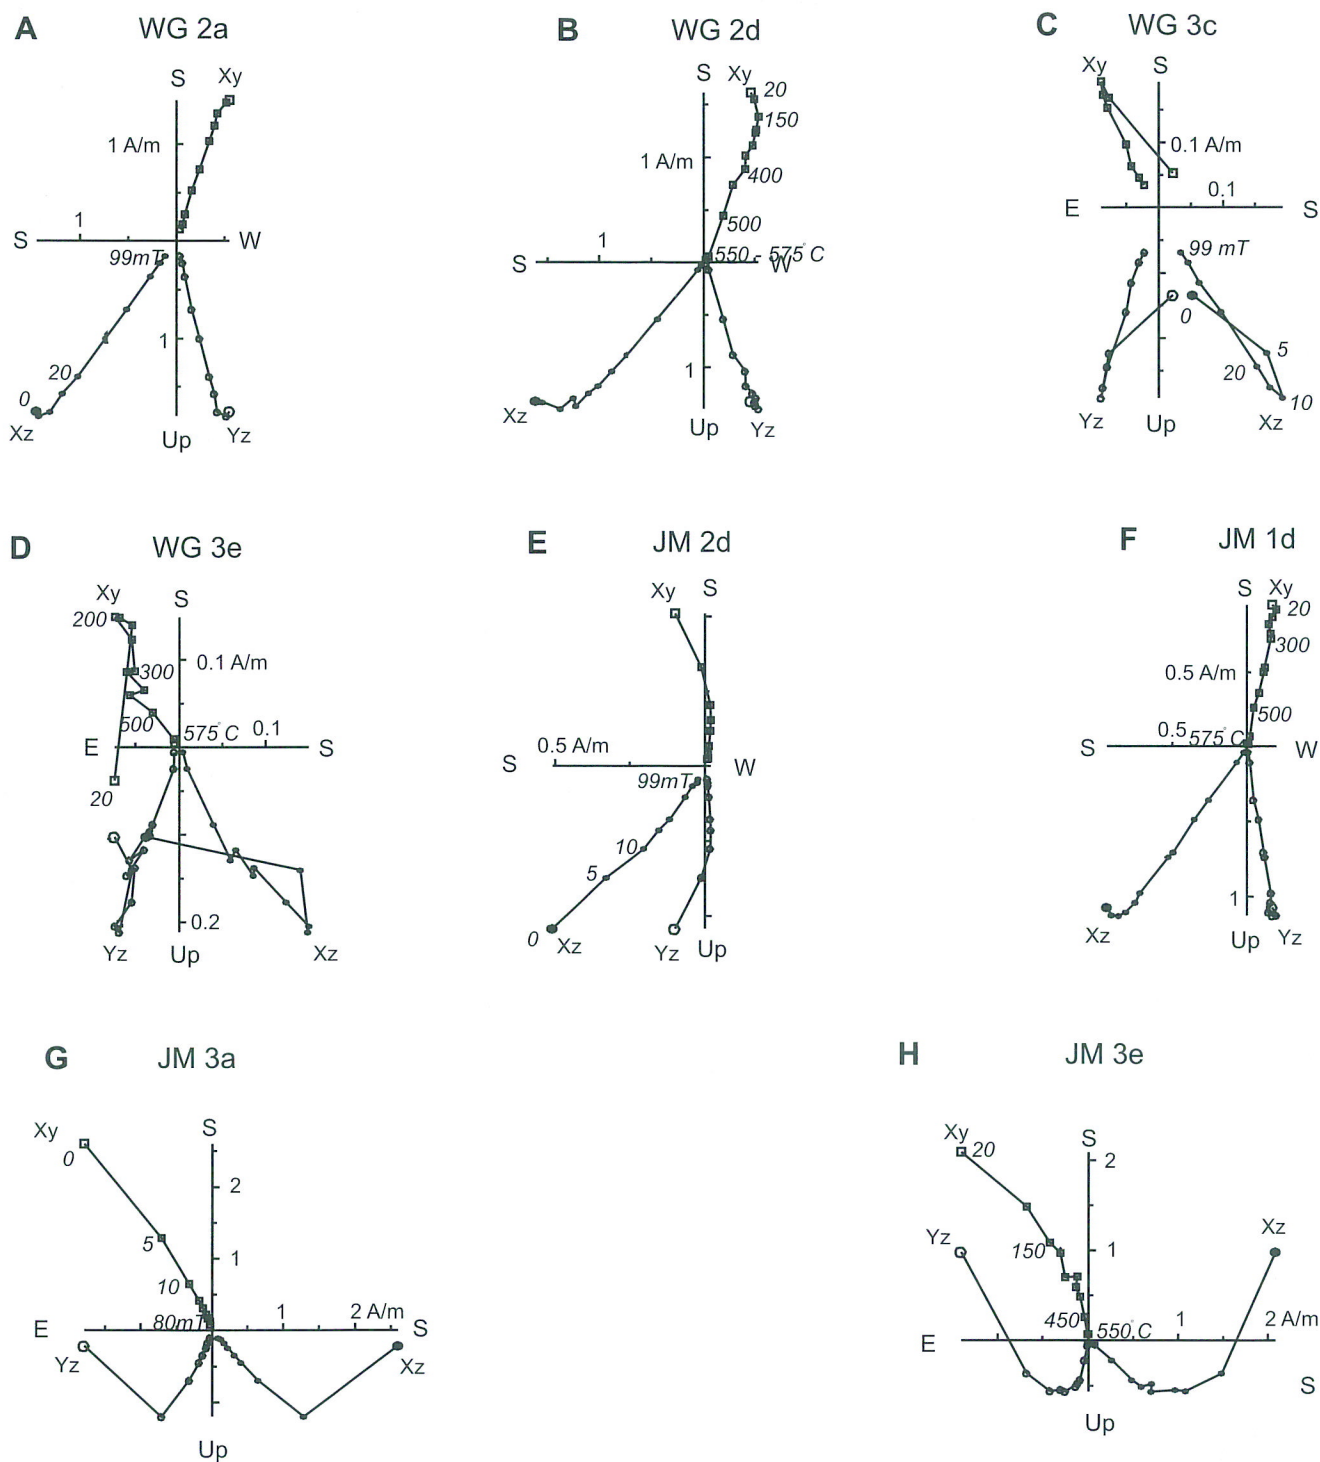 A WG 2a
S Xy
1 A/m
1
S W
99mT
1
20
0
Xz Up Yz
B WG 2d
S Xy 20
150
1 A/m
400
500
1
550 - 575°C
S W
1
Xz Up Yz
C WG 3c
Xy S
0.1 A/m
0.1
E S
99 mT
0
5
20
10
Yz Up Xz
D WG 3e
Xy S
200
0.1 A/m
300
500 575°C 0.1
E S
20
0.2
Yz Up Xz
E JM 2d
Xy S
0.5 A/m
S W
99mT
10
5
0 Xz Yz Up
F JM 1d
S Xy
20
300
0.5 A/m
500
0.5 575°C
S W
1
Xz Up Yz
G JM 3a
Xy S
0
2
5
1
10
80mT 1 2 A/m
E S
Yz Xz
Up
H JM 3e
Xy 20 S
2
Yz Xz
150 1
450 550°C 1 2 A/m
E
S
Up